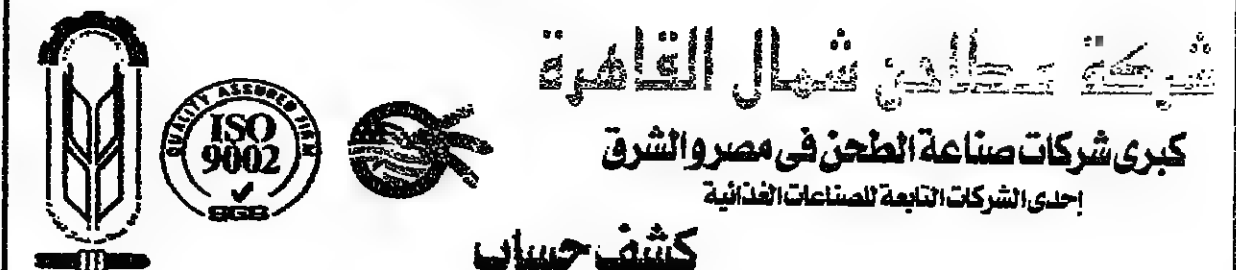 شركة مطاحن شمال القاهرة
كبرى شركات صناعة الطحن فى مصر والشرق
إحدى الشركات التابعة للصناعات الغذائية
QUALITY ASSURED FIRM
ISO
9002
SGS
كشف حساب